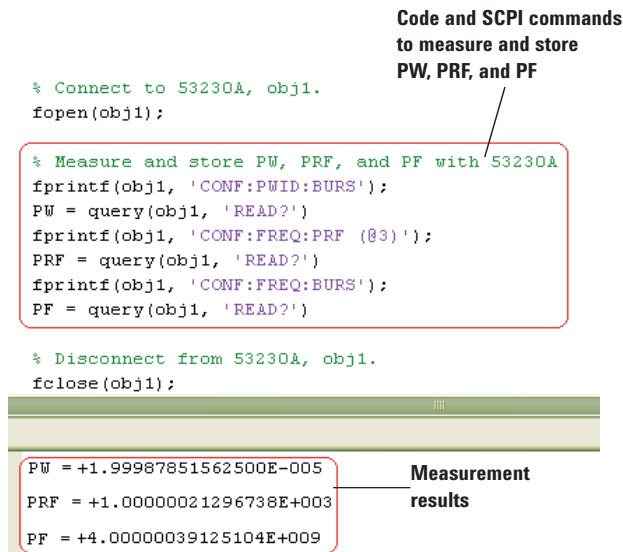 Code and SCPI commands
to measure and store
PW, PRF, and PF
% Connect to 53230A, obj1.
fopen(obj1);
% Measure and store PW, PRF, and PF with 53230A
fprintf(obj1, 'CONF:PWID:BURS');
PW = query(obj1, 'READ?')
fprintf(obj1, 'CONF:FREQ:PRF (@3)');
PRF = query(obj1, 'READ?')
fprintf(obj1, 'CONF:FREQ:BURS');
PF = query(obj1, 'READ?')
% Disconnect from 53230A, obj1.
fclose(obj1);
PW =+1.99987851562500E-005
PRF =+1.00000021296738E+003
PF =+4.00000039125104E+009
Measurement
results